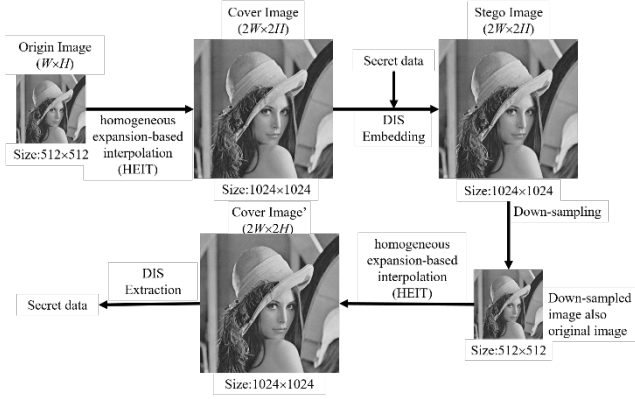 Origin Image
(W×H)
Size:512×512
homogeneous
expansion-based
interpolation
(HEIT)
Cover Image
(2W×2H)
Size:1024×1024
Secret data
DIS
Embedding
Stego Image
(2W×2H)
Size:1024×1024
Down-sampling
Down-sampled
image also
original image
Size:512×512
homogeneous
expansion-based
interpolation
(HEIT)
Cover Image'
(2W×2H)
Size:1024×1024
DIS
Extraction
Secret data